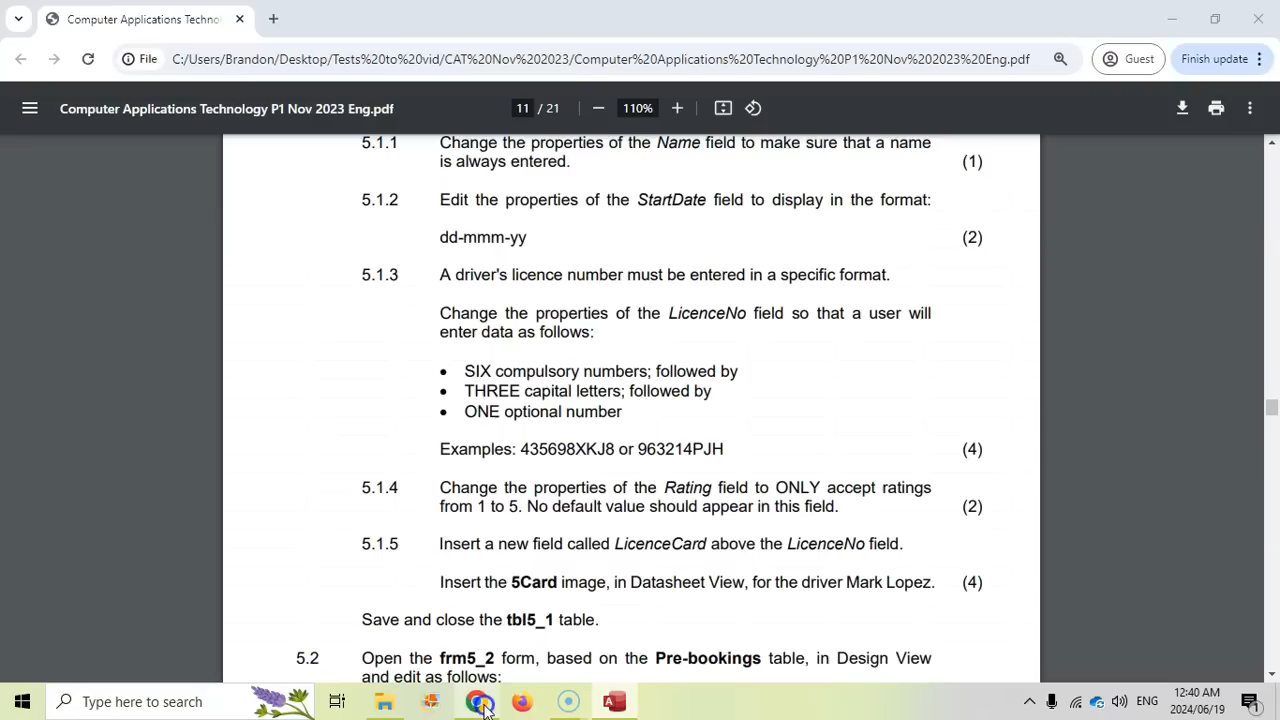 Computer Applications Techno
File
C:/Users/Brandon/Desktop/Tests%20to%20vid/CAT%20Nov%202023/Computer%20Applications%20Technology%20P1%20Nov%202023%20Eng.pdf
Guest
Finish update
Computer Applications Technology P1 Nov 2023 Eng.pdf
11 / 21
110%
5.1.1 Change the properties of the Name field to make sure that a name
is always entered. (1)
5.1.2 Edit the properties of the StartDate field to display in the format:
dd-mmm-yy (2)
5.1.3 A driver's licence number must be entered in a specific format.
Change the properties of the LicenceNo field so that a user will
enter data as follows:
• SIX compulsory numbers; followed by
• THREE capital letters; followed by
• ONE optional number
Examples: 435698XKJ8 or 963214PJH (4)
5.1.4 Change the properties of the Rating field to ONLY accept ratings
from 1 to 5. No default value should appear in this field. (2)
5.1.5 Insert a new field called LicenceCard above the LicenceNo field.
Insert the 5Card image, in Datasheet View, for the driver Mark Lopez. (4)
Save and close the tbl5_1 table.
5.2 Open the frm5_2 form, based on the Pre-bookings table, in Design View
and edit as follows:
Type here to search
ENG
12:40 AM
2024/06/19
1